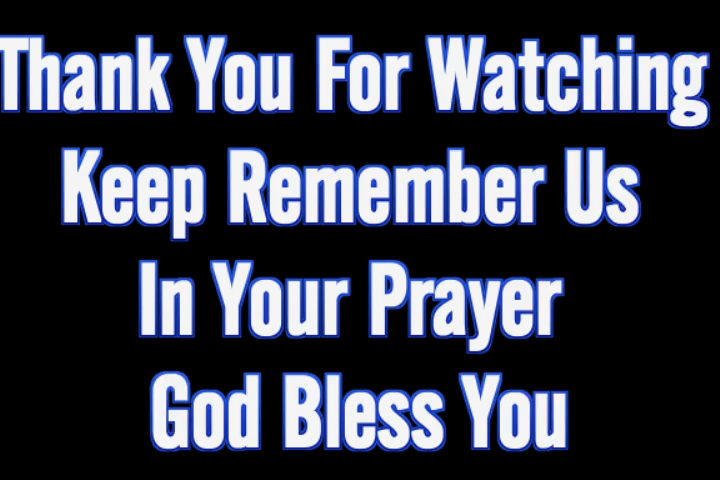 Thank You For Watching
Keep Remember Us
In Your Prayer
God Bless You